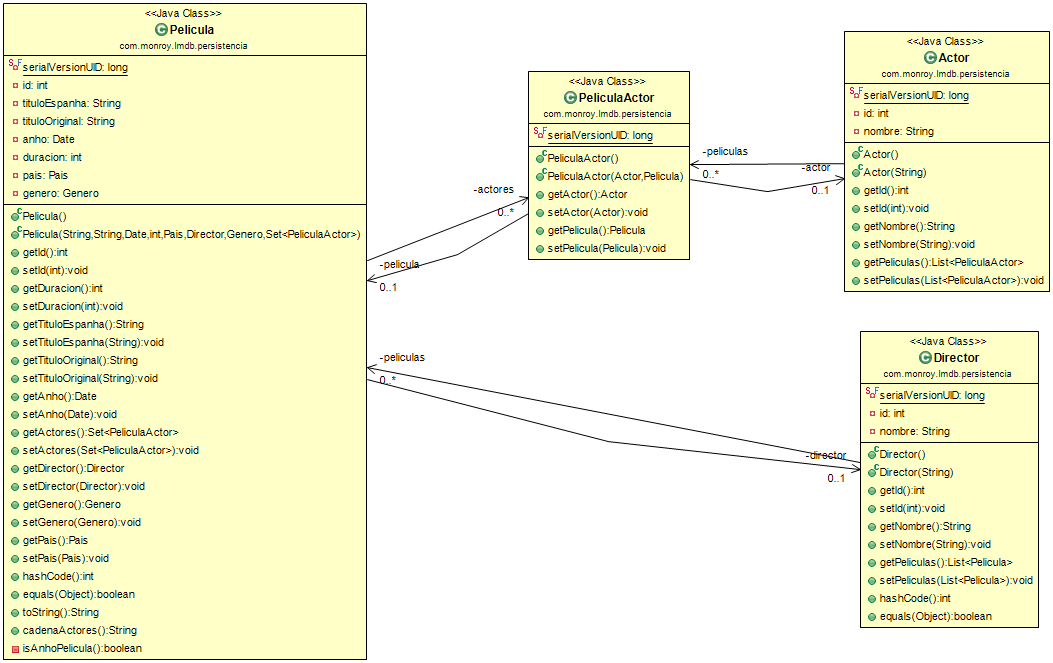 <<Java Class>>
Pelicula
com.monroy.lmdb.persistencia
serialVersionUID: long
id: int
tituloEspanha: String
tituloOriginal: String
anho: Date
duracion: int
pais: Pais
genero: Genero
Pelicula()
Pelicula(String,String,Date,int,Pais,Director,Genero,Set<PeliculaActor>)
getId():int
setId(int):void
getDuracion():int
setDuracion(int):void
getTituloEspanha():String
setTituloEspanha(String):void
getTituloOriginal():String
setTituloOriginal(String):void
getAnho():Date
setAnho(Date):void
getActores():Set<PeliculaActor>
setActores(Set<PeliculaActor>):void
getDirector():Director
setDirector(Director):void
getGenero():Genero
setGenero(Genero):void
getPais():Pais
setPais(Pais):void
hashCode():int
equals(Object):boolean
toString():String
cadenaActores():String
isAnhoPelicula():boolean
-actores
0..*
-pelicula
0..1
-peliculas
0..*
<<Java Class>>
PeliculaActor
com.monroy.lmdb.persistencia
serialVersionUID: long
PeliculaActor()
PeliculaActor(Actor,Pelicula)
getActor():Actor
setActor(Actor):void
getPelicula():Pelicula
setPelicula(Pelicula):void
-peliculas
0..*
-actor
0..1
<<Java Class>>
Actor
com.monroy.lmdb.persistencia
serialVersionUID: long
id: int
nombre: String
Actor()
Actor(String)
getId():int
setId(int):void
getNombre():String
setNombre(String):void
getPeliculas():List<PeliculaActor>
setPeliculas(List<PeliculaActor>):void
-director
0..1
<<Java Class>>
Director
com.monroy.lmdb.persistencia
serialVersionUID: long
id: int
nombre: String
Director()
Director(String)
getId():int
setId(int):void
getNombre():String
setNombre(String):void
getPeliculas():List<Pelicula>
setPeliculas(List<Pelicula>):void
hashCode():int
equals(Object):boolean